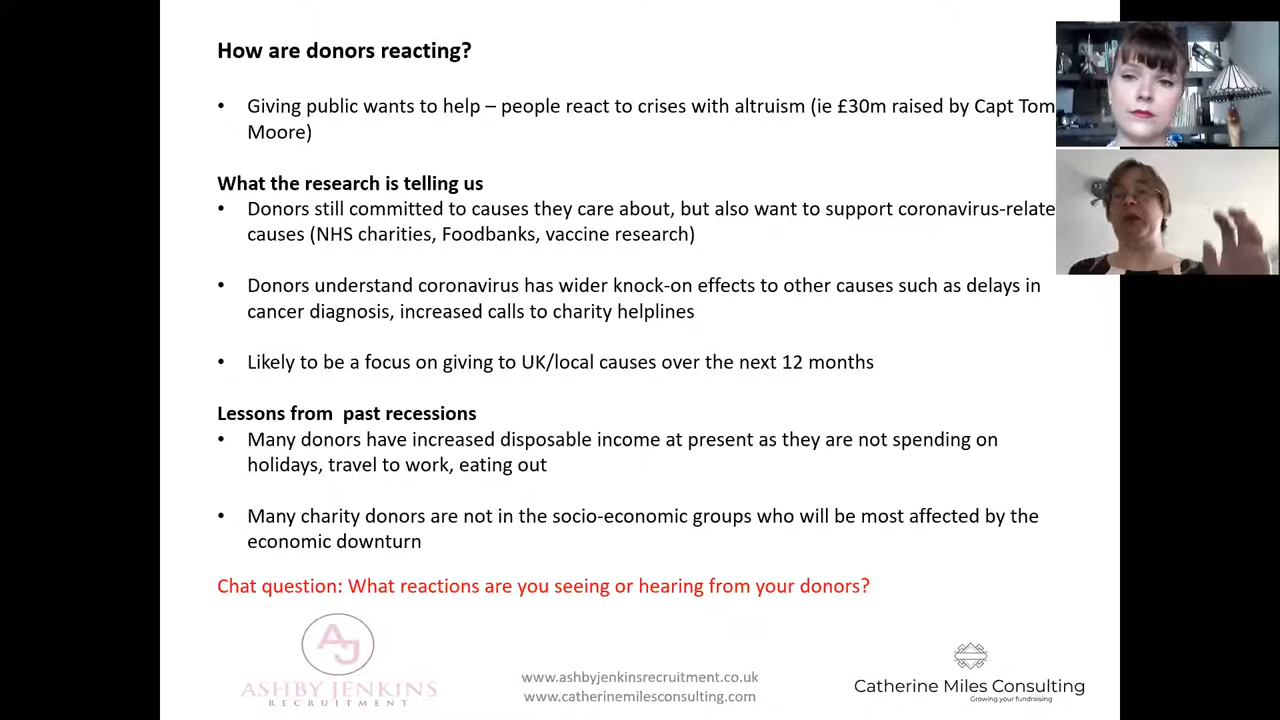 How are donors reacting?
• Giving public wants to help – people react to crises with altruism (ie £30m raised by Capt Tom
Moore)
What the research is telling us
• Donors still committed to causes they care about, but also want to support coronavirus-relate
causes (NHS charities, Foodbanks, vaccine research)
• Donors understand coronavirus has wider knock-on effects to other causes such as delays in
cancer diagnosis, increased calls to charity helplines
• Likely to be a focus on giving to UK/local causes over the next 12 months
Lessons from  past recessions
• Many donors have increased disposable income at present as they are not spending on
holidays, travel to work, eating out
• Many charity donors are not in the socio-economic groups who will be most affected by the
economic downturn
Chat question: What reactions are you seeing or hearing from your donors?
AJ
ASHBY JENKINS
RECRUITMENT
www.ashbyjenkinsrecruitment.co.uk
www.catherinemilesconsulting.com
Catherine Miles Consulting
Growing your fundraising